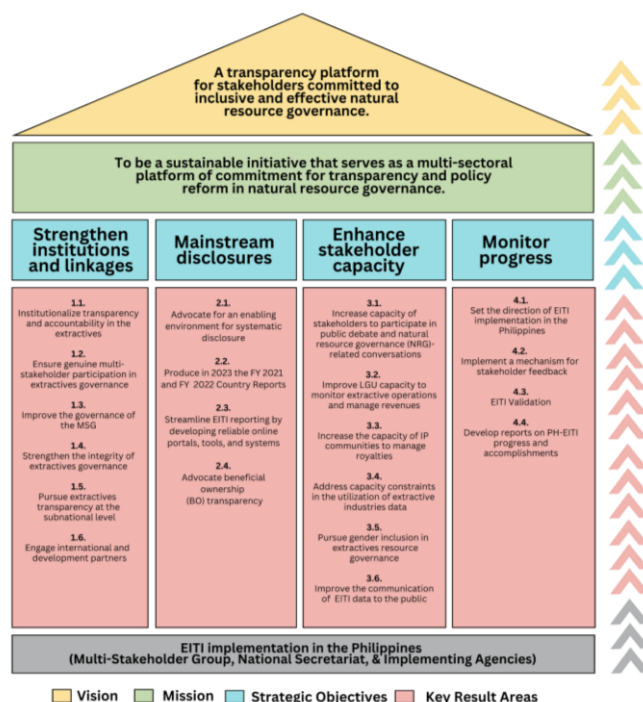 A transparency platform
for stakeholders committed to
inclusive and effective natural
resource governance.
To be a sustainable initiative that serves as a multi-sectoral
platform of commitment for transparency and policy
reform in natural resource governance.
Strengthen
institutions
and linkages
1.1.
Institutionalize transparency
and accountability in the
extractives
1.2.
Ensure genuine multi-
stakeholder participation in
extractives governance
1.3.
Improve the governance of
the MSG
1.4.
Strengthen the integrity of
extractives governance
1.5.
Pursue extractives
transparency at the
subnational level
1.6.
Engage international and
development partners
Mainstream
disclosures
2.1.
Advocate for an enabling
environment for systematic
disclosure
2.2.
Produce in 2023 the FY 2021
and FY 2022 Country Reports
2.3.
Streamline EITI reporting by
developing reliable online
portals, tools, and systems
2.4.
Advocate beneficial
ownership
(BO) transparency
Enhance
stakeholder
capacity
3.1.
Increase capacity of
stakeholders to participate in
public debate and natural
resource governance (NRG)-
related conversations
3.2.
Improve LGU capacity to
monitor extractive operations
and manage revenues
3.3.
Increase the capacity of IP
communities to manage
royalties
3.4.
Address capacity constraints
in the utilization of extractive
industries data
3.5.
Pursue gender inclusion in
extractives resource
governance
3.6.
Improve the communication
of EITI data to the public
Monitor
progress
4.1.
Set the direction of EITI
implementation in the
Philippines
4.2.
Implement a mechanism for
stakeholder feedback
4.3.
EITI Validation
4.4.
Develop reports on PH-EITI
progress and
accomplishments
EITI implementation in the Philippines
(Multi-Stakeholder Group, National Secretariat, & Implementing Agencies)
Vision Mission Strategic Objectives Key Result Areas